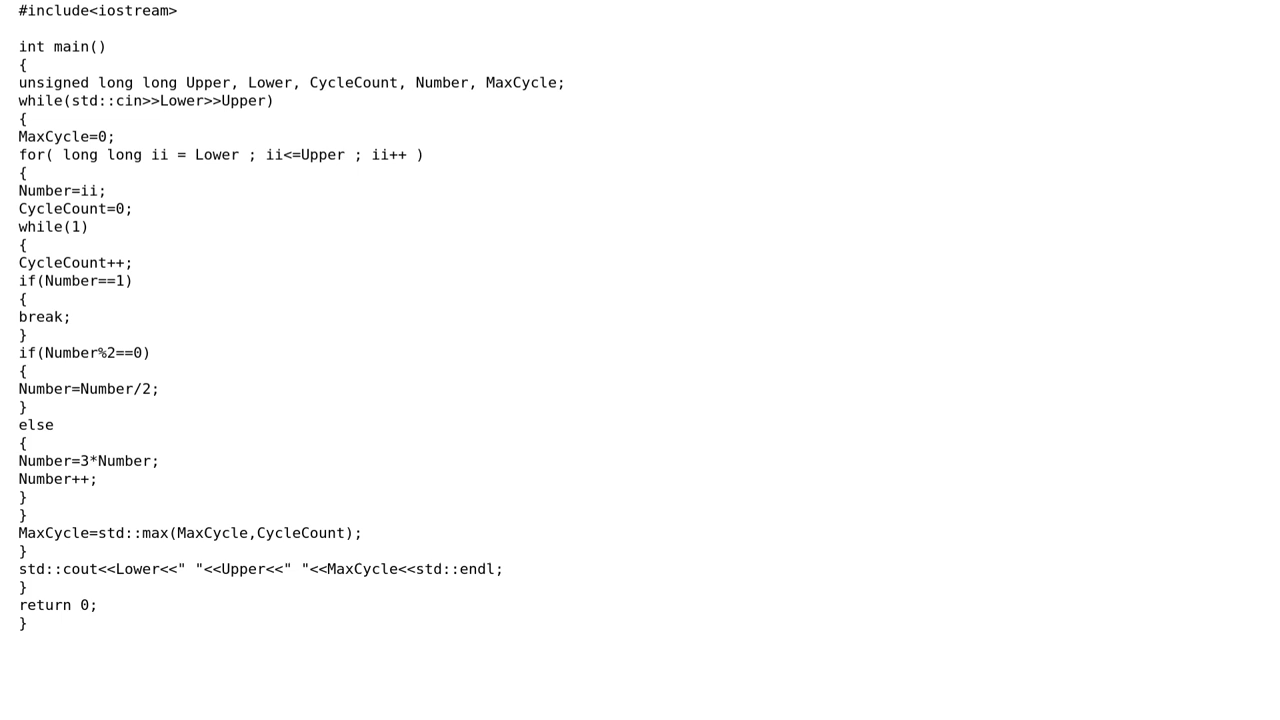 #include<iostream>
int main()
{
unsigned long long Upper, Lower, CycleCount, Number, MaxCycle;
while(std::cin>>Lower>>Upper)
{
MaxCycle=0;
for( long long ii = Lower ; ii<=Upper ; ii++ )
{
Number=ii;
CycleCount=0;
while(1)
{
CycleCount++;
if(Number==1)
{
break;
}
if(Number%2==0)
{
Number=Number/2;
}
else
{
Number=3*Number;
Number++;
}
}
MaxCycle=std::max(MaxCycle,CycleCount);
}
std::cout<<Lower<<" "<<Upper<<" "<<MaxCycle<<std::endl;
}
return 0;
}